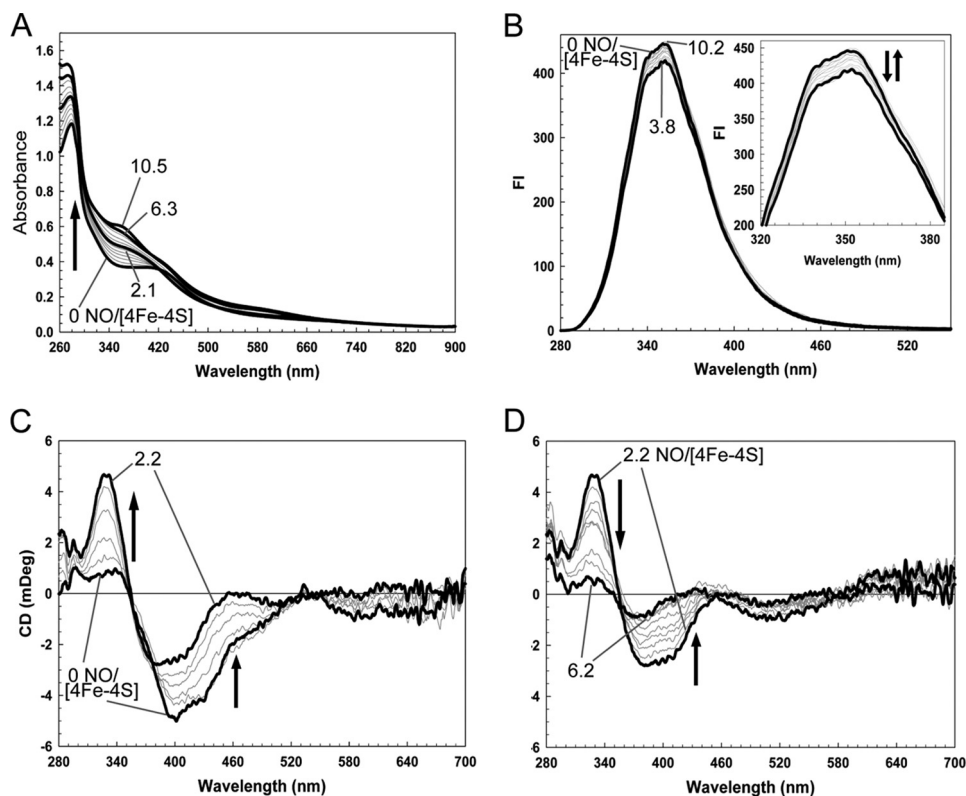 A
Absorbance
1.6
1.4
1.2
1.0
0.8
0.6
0.4
0.2
0.0
10.5
6.3
2.1
0 NO/[4Fe-4S]
260 340 420 500 580 660 740 820 900
Wavelength (nm)
B
FI
400
300
200
100
0
0 NO/
[4Fe-4S]
10.2
3.8
280 340 400 460 520
Wavelength (nm)
FI
450
400
350
300
250
200
320 350 380
Wavelength (nm)
C
CD (mDeg)
6
4
2
0
-2
-4
-6
2.2
0 NO/
[4Fe-4S]
280 340 400 460 520 580 640 700
Wavelength (nm)
D
6
4
2
0
-2
-4
-6
2.2 NO/[4Fe-4S]
6.2
280 340 400 460 520 580 640 700
Wavelength (nm)